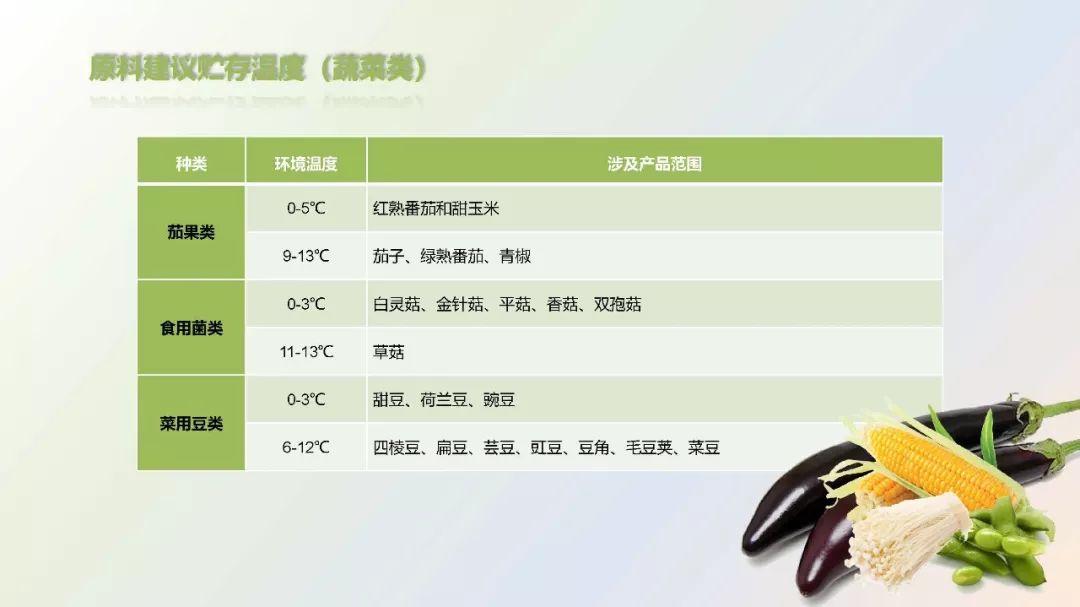 原料建议贮存温度（蔬菜类）
种类 环境温度 涉及产品范围
茄果类 0-5℃ 红熟番茄和甜玉米
9-13℃ 茄子、绿熟番茄、青椒
食用菌类 0-3℃ 白灵菇、金针菇、平菇、香菇、双孢菇
11-13℃ 草菇
菜用豆类 0-3℃ 甜豆、荷兰豆、豌豆
6-12℃ 四棱豆、扁豆、芸豆、豇豆、豆角、毛豆荚、菜豆